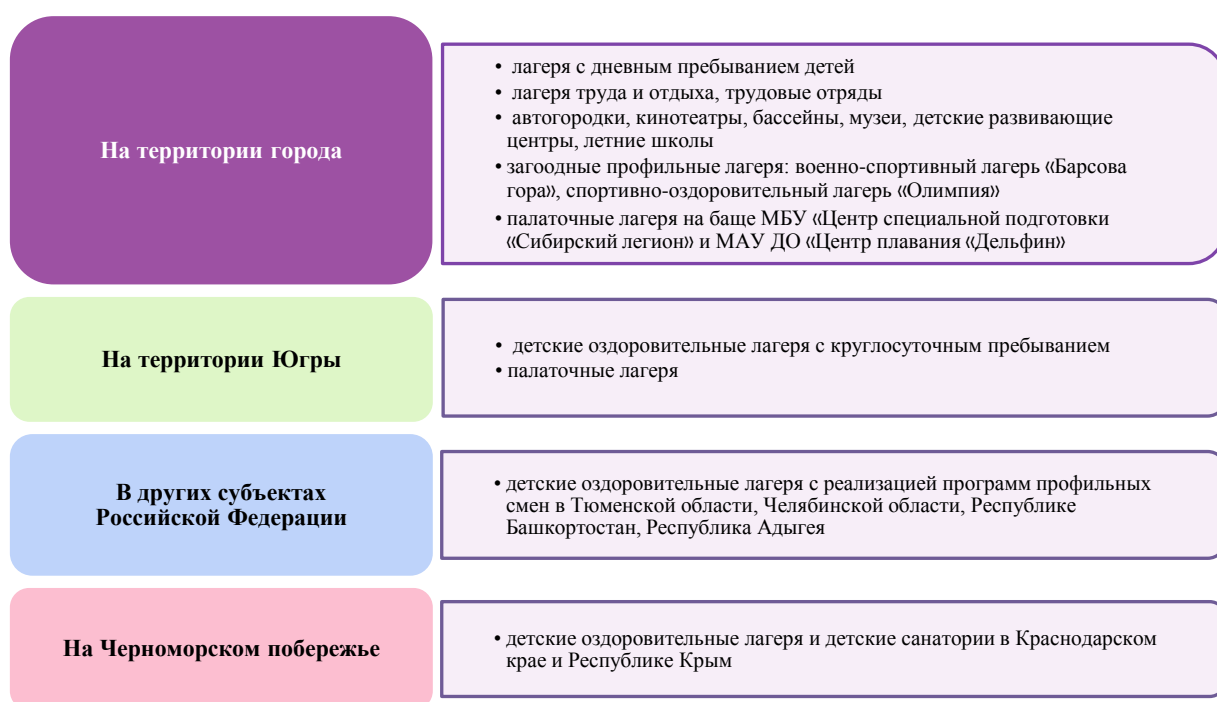 На территории города
• лагеря с дневным пребыванием детей
• лагеря труда и отдыха, трудовые отряды
• автогородки, кинотеатры, бассейны, музеи, детские развивающие
центры, летние школы
• загоодные профильные лагеря: военно-спортивный лагерь «Барсова
гора», спортивно-оздоровительный лагерь «Олимпия»
• палаточные лагеря на баще МБУ «Центр специальной подготовки
«Сибирский легион» и МАУ ДО «Центр плавания «Дельфин»
На территории Югры
• детские оздоровительные лагеря с круглосуточным пребыванием
• палаточные лагеря
В других субъектах
Российской Федерации
• детские оздоровительные лагеря с реализацией программ профильных
смен в Тюменской области, Челябинской области, Республике
Башкортостан, Республика Адыгея
На Черноморском побережье
• детские оздоровительные лагеря и детские санатории в Краснодарском
крае и Республике Крым